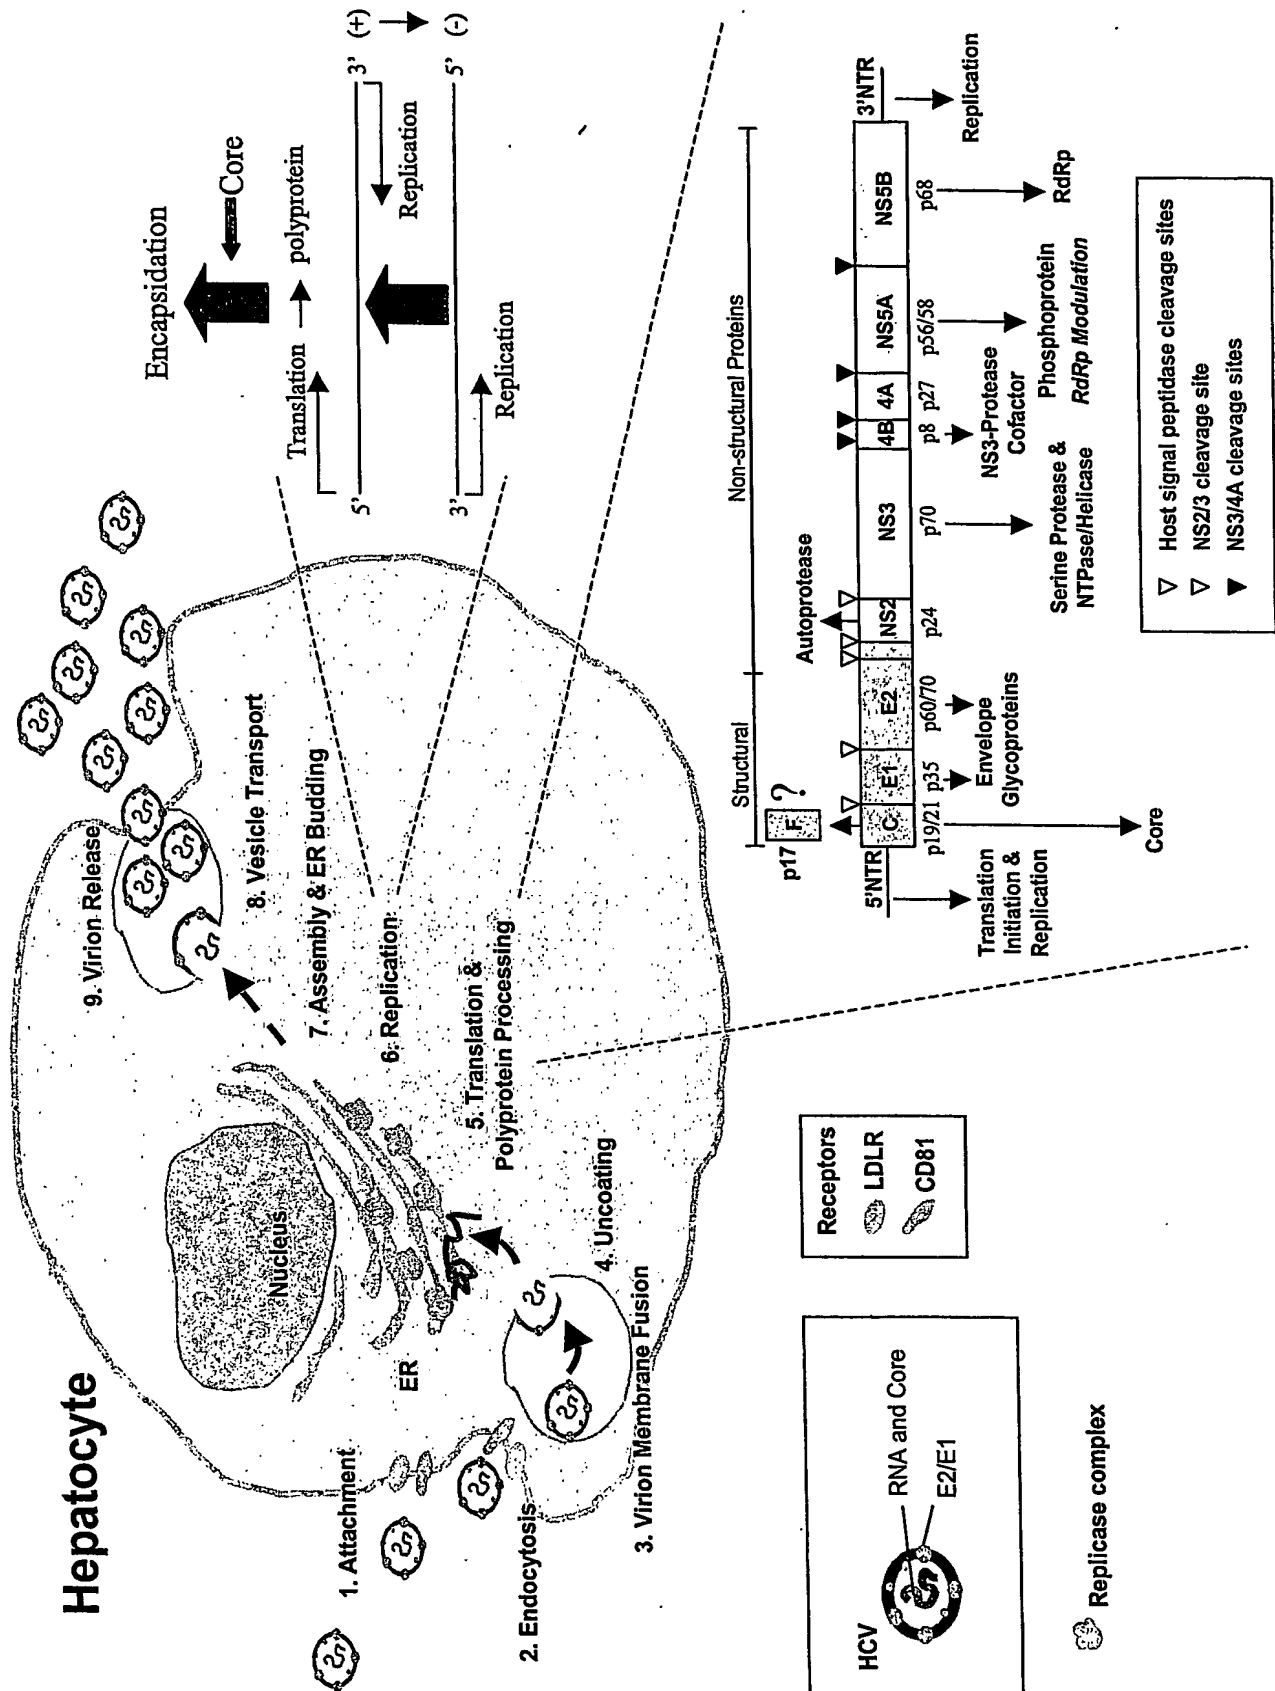 Hepatocyte
1. Attachment
2. Endocytosis
3. Virion Membrane Fusion
4. Uncoating
5. Translation &
Polyprotein Processing
6. Replication
7. Assembly & ER Budding
8. Vesicle Transport
9. Virion Release
Nucleus
ER
Encapsidation
Core
Translation
polyprotein
5'
3'
(+)
Replication
3'
5'
(-)
Replication
HCV
RNA and Core
E2/E1
Replicase complex
Receptors
LDLR
CD81
Structural
Non-structural Proteins
p17
F
?
Autoprotease
5'NTR
C
E1
E2
NS2
NS3
4B
4A
NS5A
NS5B
3'NTR
p19/21
p35
p60/70
p24
p70
p8
p27
p56/58
p68
Translation
Initiation &
Replication
Core
Envelope
Glycoproteins
Serine Protease &
NTPase/Helicase
NS3-Protease
Cofactor
Phosphoprotein
RdRp Modulation
RdRp
Replication
Host signal peptidase cleavage sites
NS2/3 cleavage site
NS3/4A cleavage sites